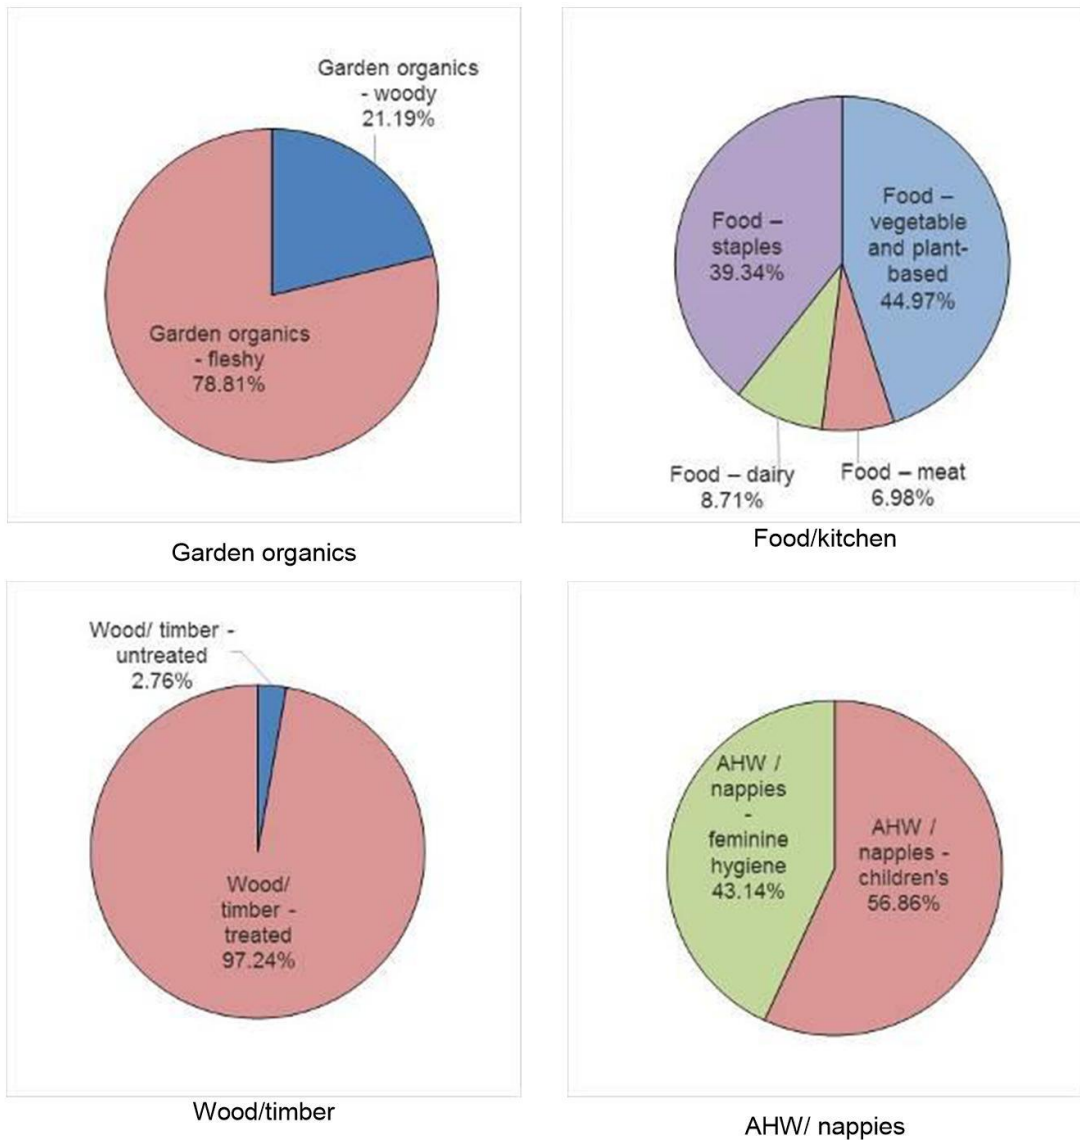 Garden organics
- woody
21.19%
Garden organics
- fleshy
78.81%
Garden organics
Food –
staples
39.34%
Food –
vegetable
and plant-
based
44.97%
Food – dairy
8.71%
Food – meat
6.98%
Food/kitchen
Wood/ timber -
untreated
2.76%
Wood/
timber -
treated
97.24%
Wood/timber
AHW /
nappies
-
feminine
hygiene
43.14%
AHW /
nappies -
children's
56.86%
AHW/ nappies